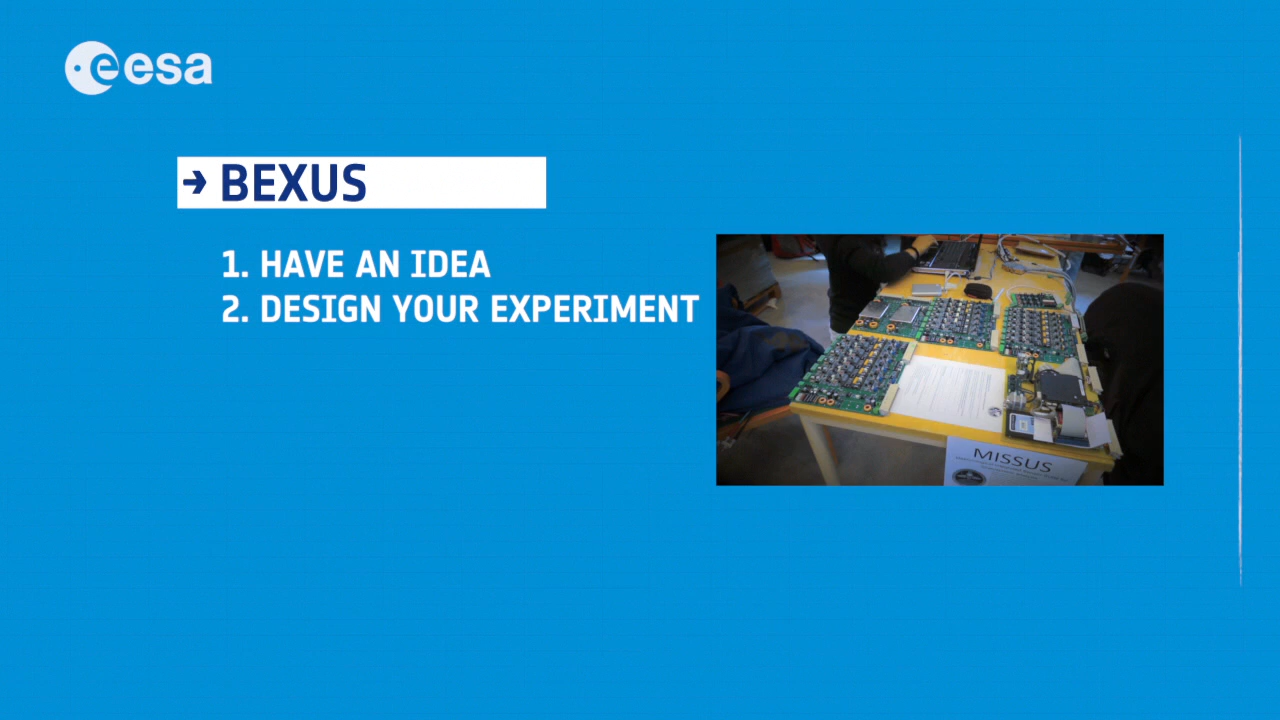 esa
→ BEXUS
1. HAVE AN IDEA
2. DESIGN YOUR EXPERIMENT
MISSUS